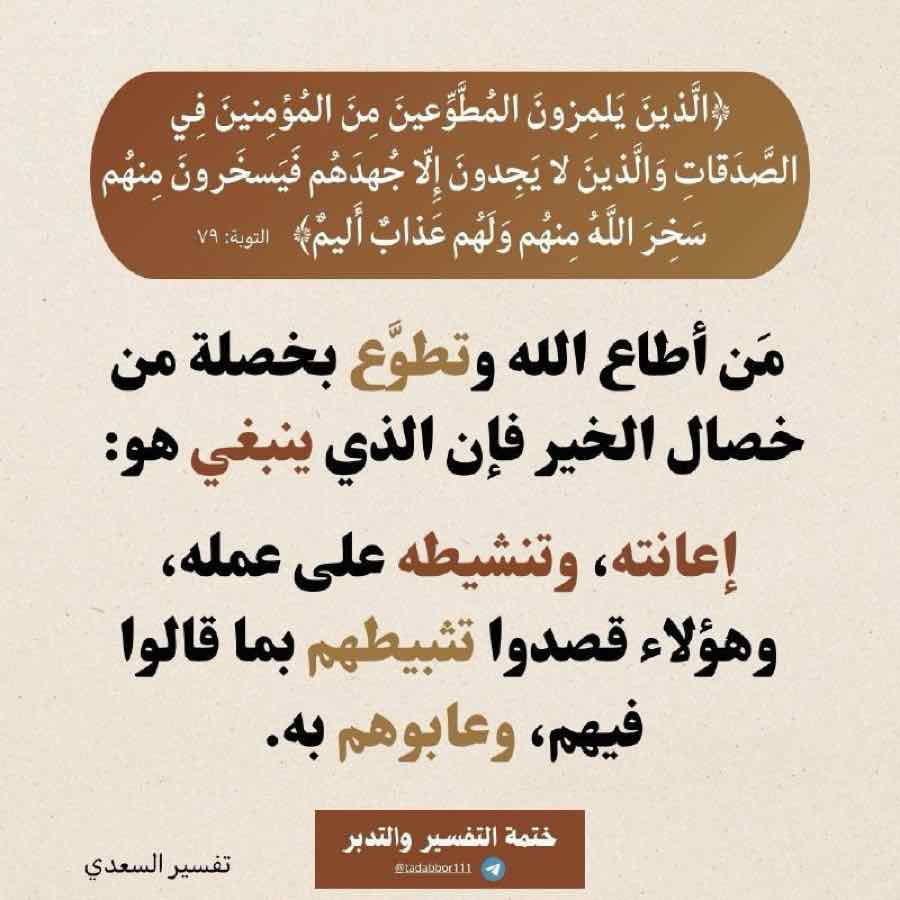 ﴿الَّذينَ يَلمِزونَ المُطَّوِّعينَ مِنَ المُؤمِنينَ فِي
الصَّدَقاتِ وَالَّذينَ لا يَجِدونَ إِلّا جُهدَهُم فَيَسخَرونَ مِنهُم
سَخِرَ اللَّهُ مِنهُم وَلَهُم عَذابٌ أَليمٌ﴾ التوبة: ٧٩
مَن أطاع الله وتطوَّع بخصلة من
خصال الخير فإن الذي ينبغي هو:
إعانته، وتنشيطه على عمله،
وهؤلاء قصدوا تثبيطهم بما قالوا
فيهم، وعابوهم به.
ختمة التفسير والتدبر
@tadabbor111
تفسير السعدي